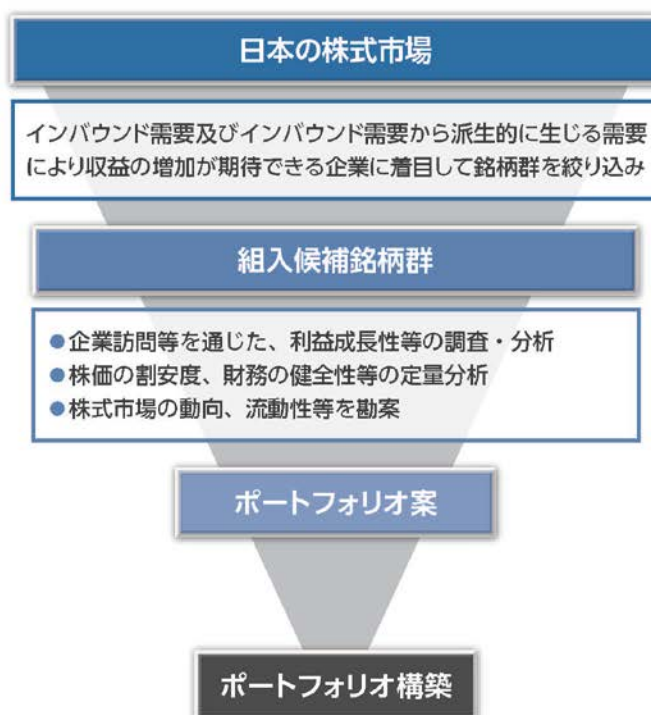 日本の株式市場
インバウンド需要及びインバウンド需要から派生的に生じる需要
により収益の増加が期待できる企業に着目して銘柄群を絞り込み
組入候補銘柄群
●企業訪問等を通じた、利益成長性等の調査・分析
●株価の割安度、財務の健全性等の定量分析
●株式市場の動向、流動性等を勘案
ポートフォリオ案
ポートフォリオ構築